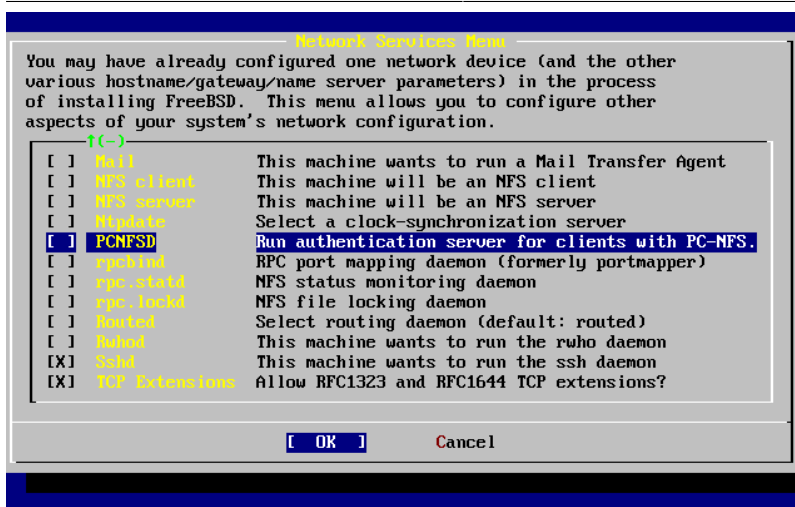 Network Services Menu
You may have already configured one network device (and the other
various hostname/gateway/name server parameters) in the process
of installing FreeBSD.  This menu allows you to configure other
aspects of your system's network configuration.
↑(-)
[ ] Mail This machine wants to run a Mail Transfer Agent
[ ] NFS client This machine will be an NFS client
[ ] NFS server This machine will be an NFS server
[ ] Ntpdate Select a clock-synchronization server
[ ] PCNFSD Run authentication server for clients with PC-NFS.
[ ] rpcbind RPC port mapping daemon (formerly portmapper)
[ ] rpc.statd NFS status monitoring daemon
[ ] rpc.lockd NFS file locking daemon
[ ] Routed Select routing daemon (default: routed)
[ ] Rwhod This machine wants to run the rwho daemon
[X] Sshd This machine wants to run the ssh daemon
[X] TCP Extensions Allow RFC1323 and RFC1644 TCP extensions?
[ OK ] Cancel